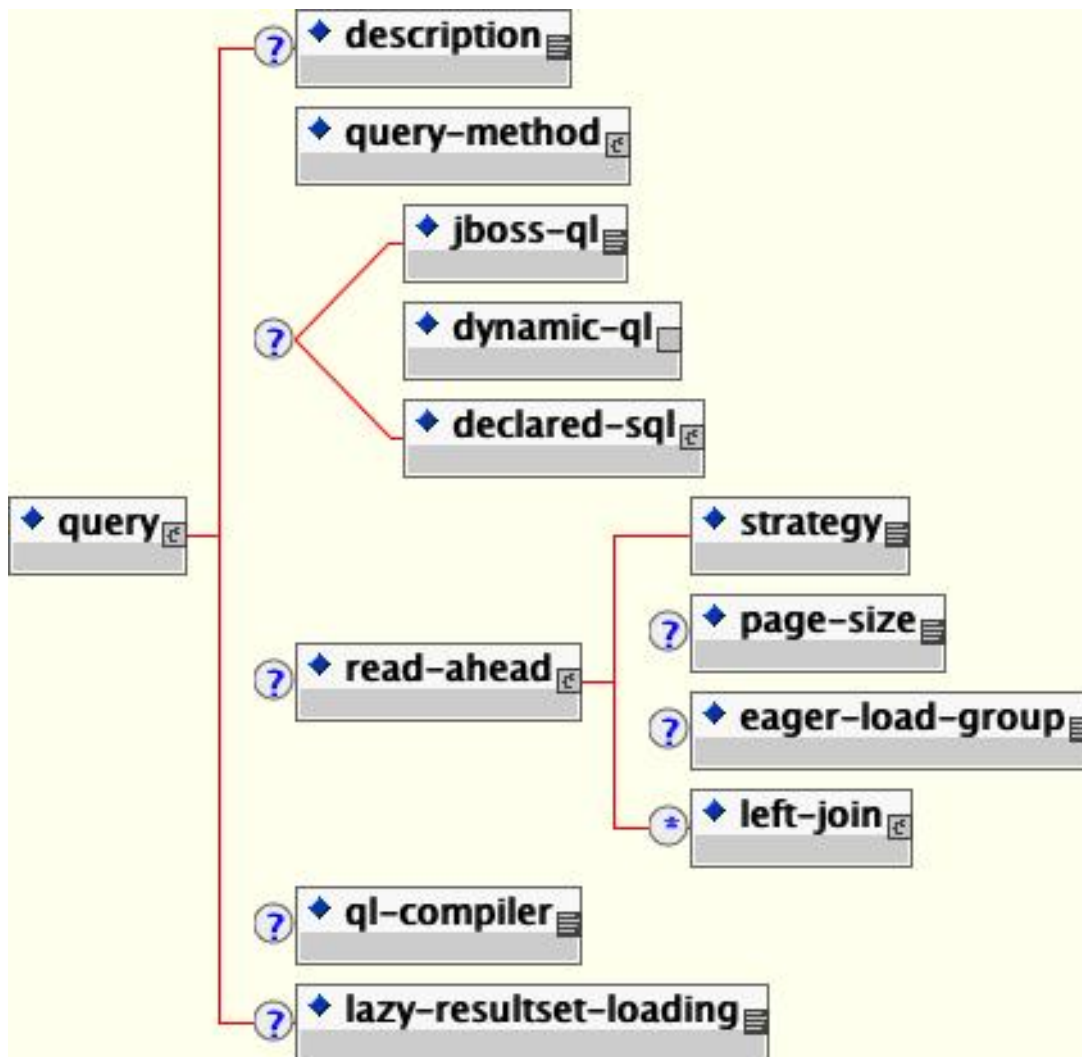 ? description
query-method
jboss-ql
? dynamic-ql
declared-sql
query
strategy
? page-size
? read-ahead
? eager-load-group
* left-join
? ql-compiler
? lazy-resultset-loading